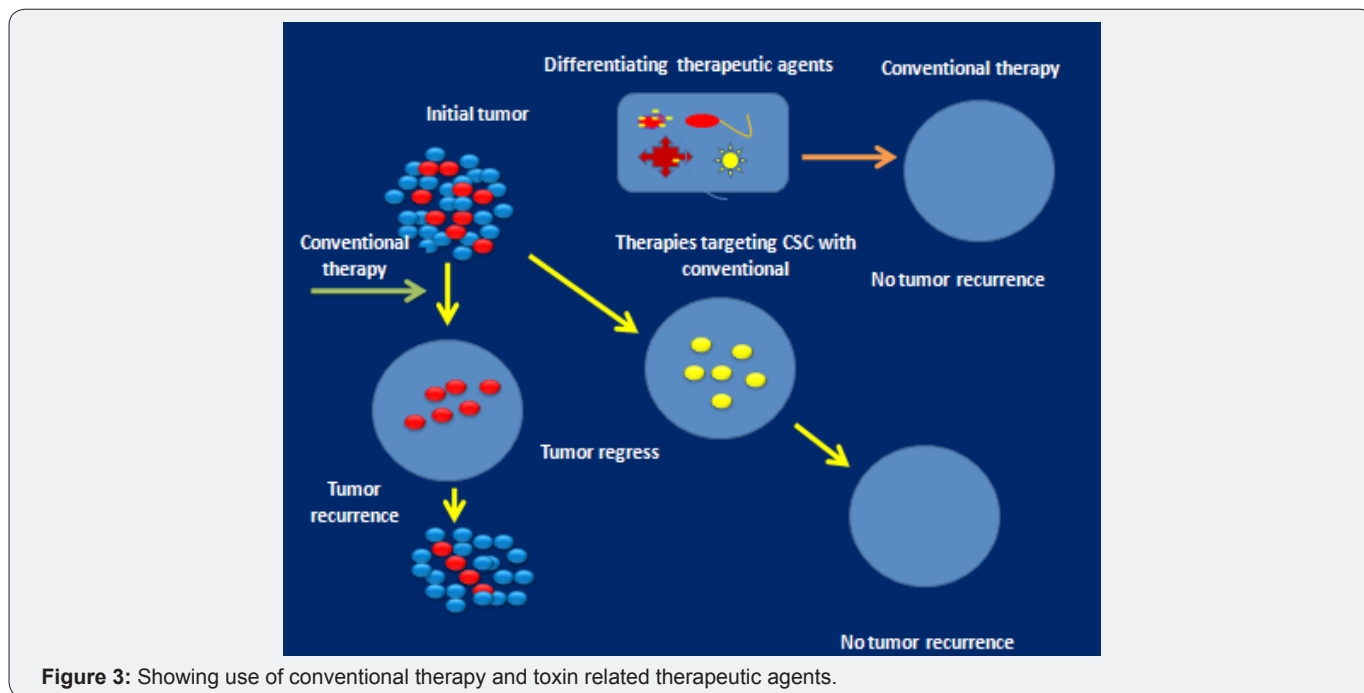 Differentiating therapeutic agents
Conventional therapy
Initial tumor
Conventional
therapy
Therapies targeting CSC with
conventional
No tumor recurrence
Tumor regress
Tumor
recurrence
No tumor recurrence
Figure 3: Showing use of conventional therapy and toxin related therapeutic agents.